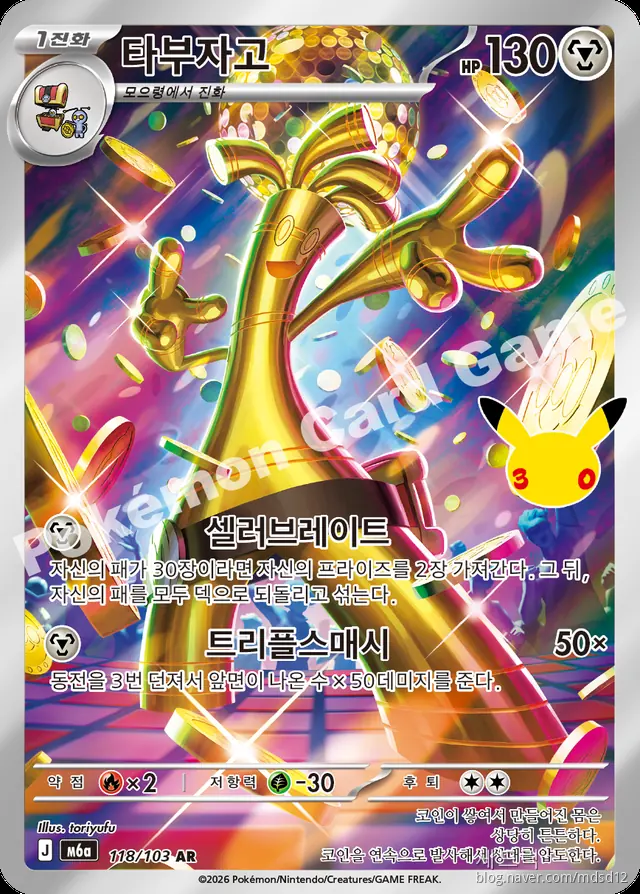 1진화
타부자고
HP 130
모으령에서 진화
Pokémon Card Game
30
셀러브레이트
자신의 패가 30장이라면 자신의 프라이즈를 2장 가져간다. 그 뒤,
자신의 패를 모두 덱으로 되돌리고 섞는다.
트리플스매시 50×
동전을 3번 던져서 앞면이 나온 수 × 50데미지를 준다.
약점 ×2 저항력 -30 후퇴
Illus. toriyufu
J M6a 118/103 AR
코인이 쌓여서 만들어진 몸은
상당히 튼튼하다.
코인을 연속으로 발사해서 상대를 압도한다.
©2026 Pokémon/Nintendo/Creatures/GAME FREAK.
blog.naver.com/mdsd12